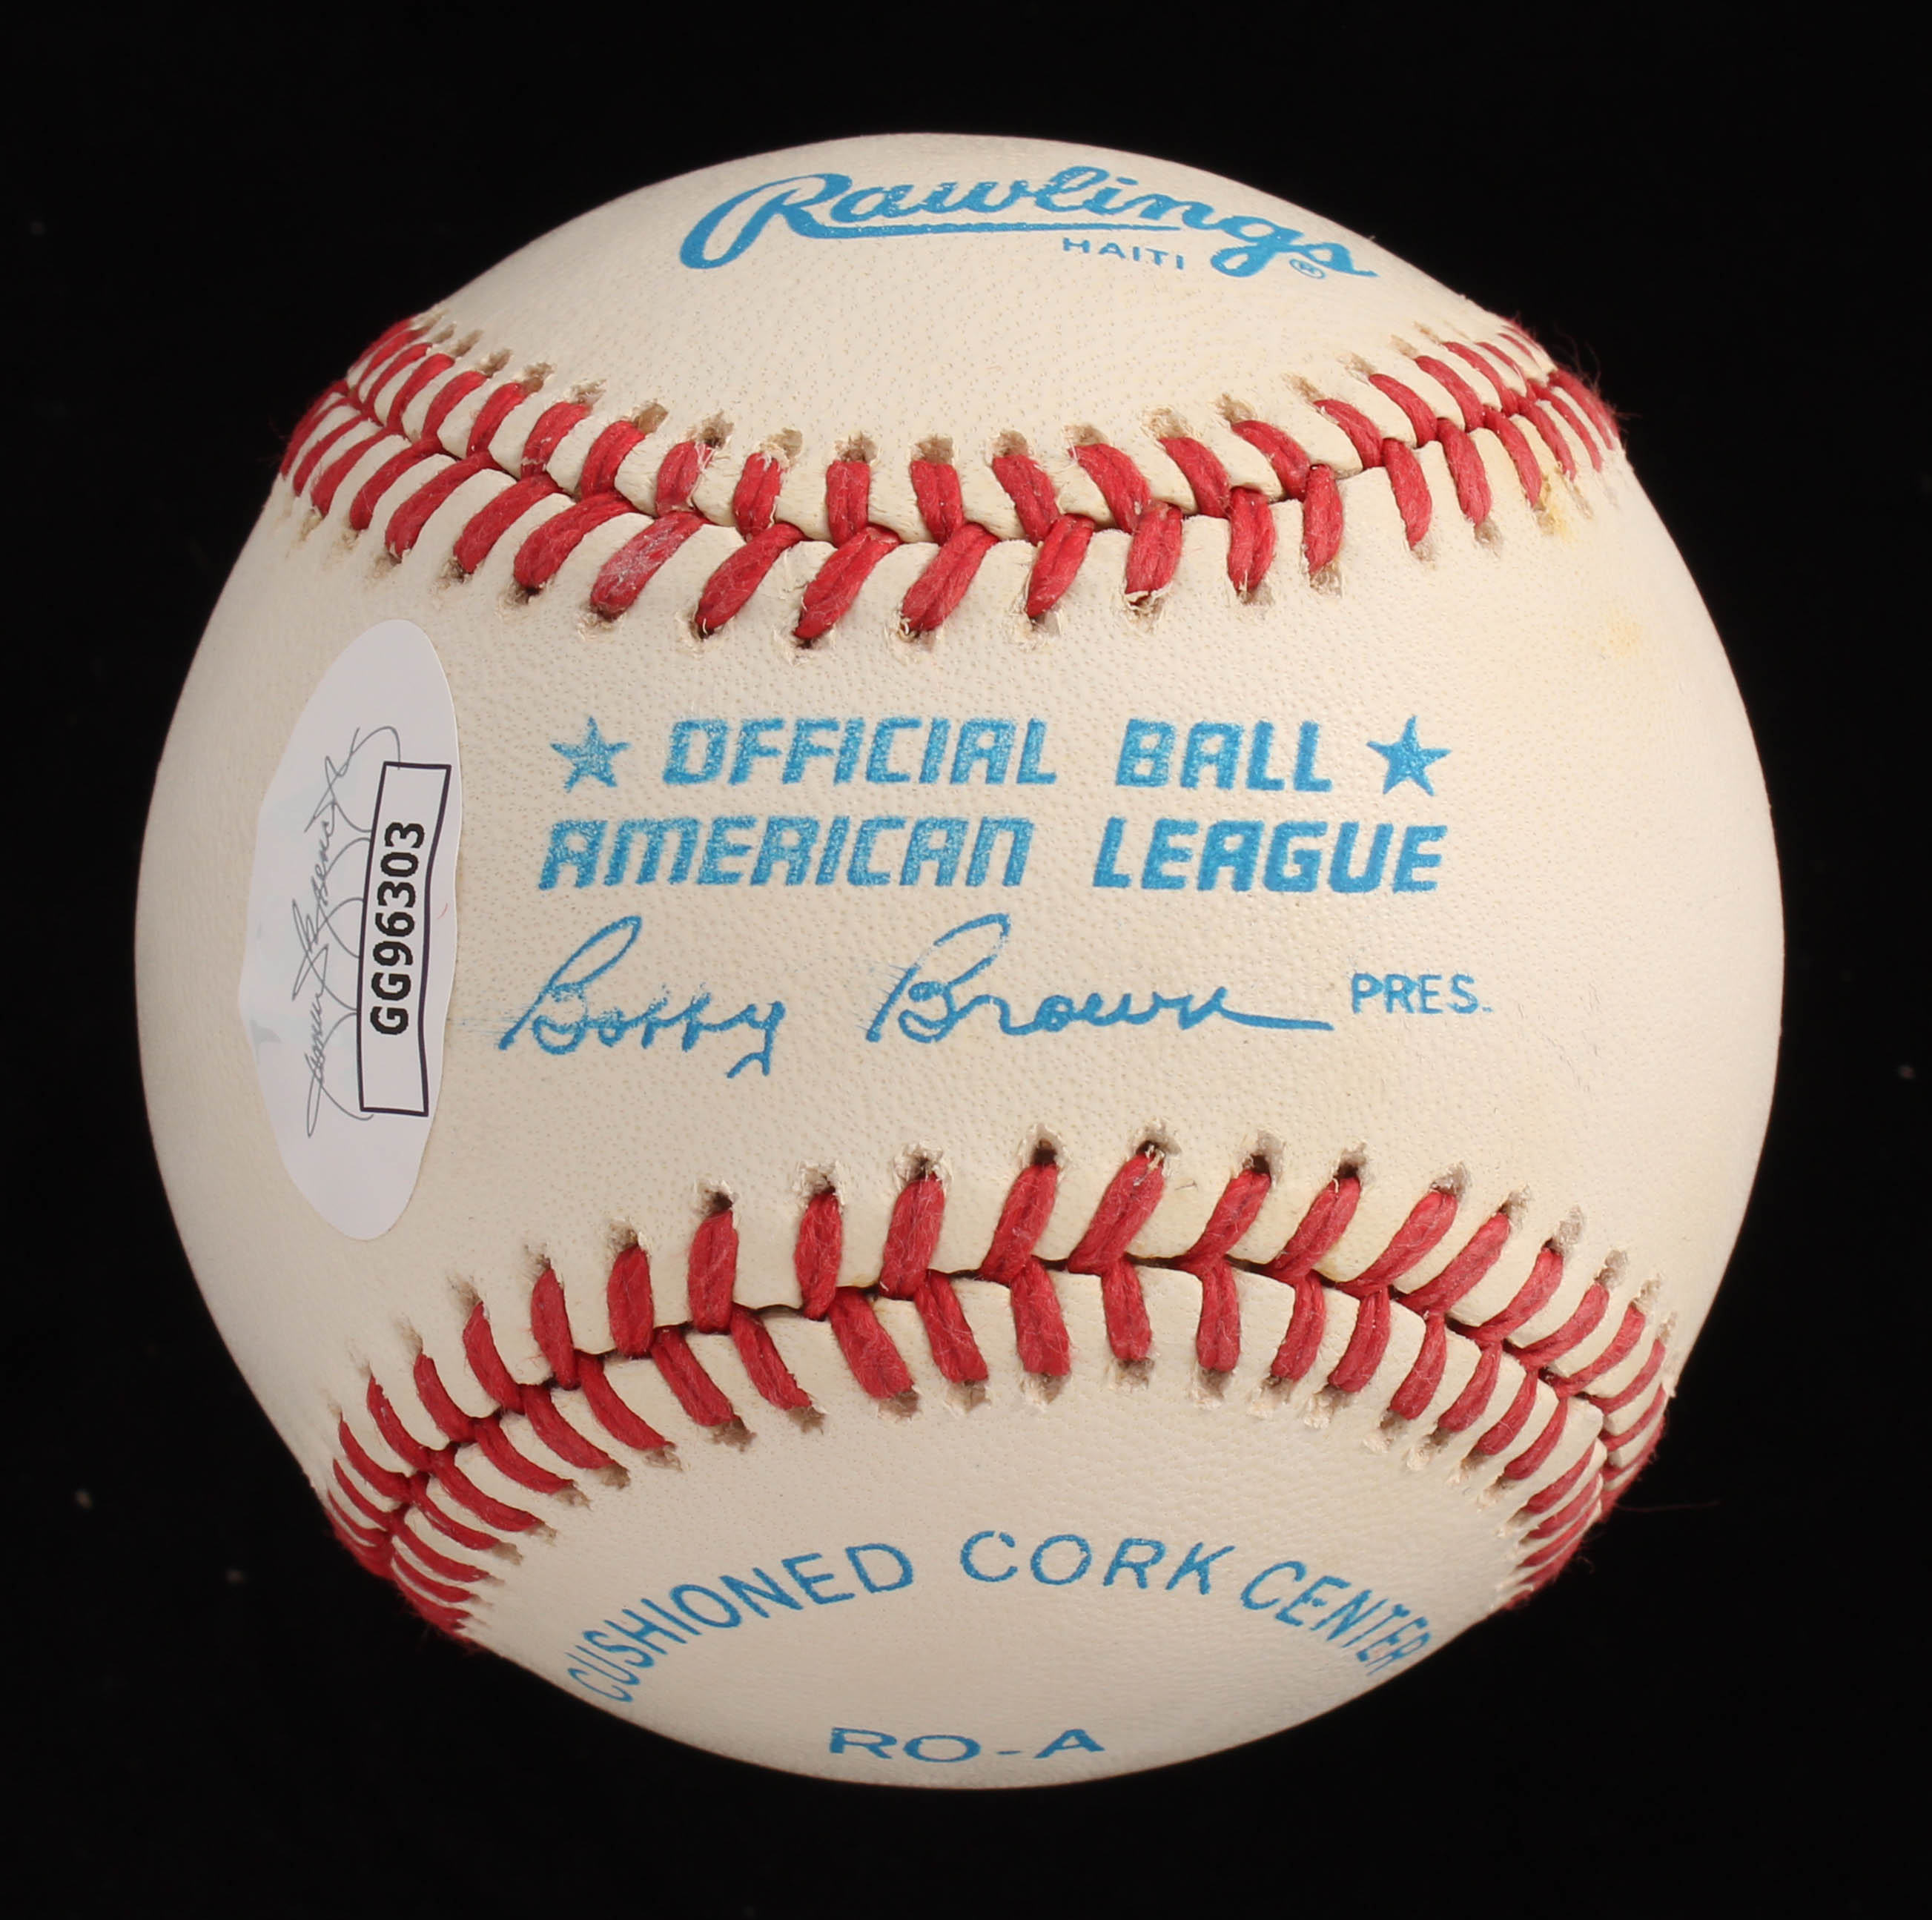 Rawlings®
HAITI
★ OFFICIAL BALL ★
AMERICAN LEAGUE
Bobby Brown PRES.
GG96303
CUSHIONED CORK CENTER
RO-A